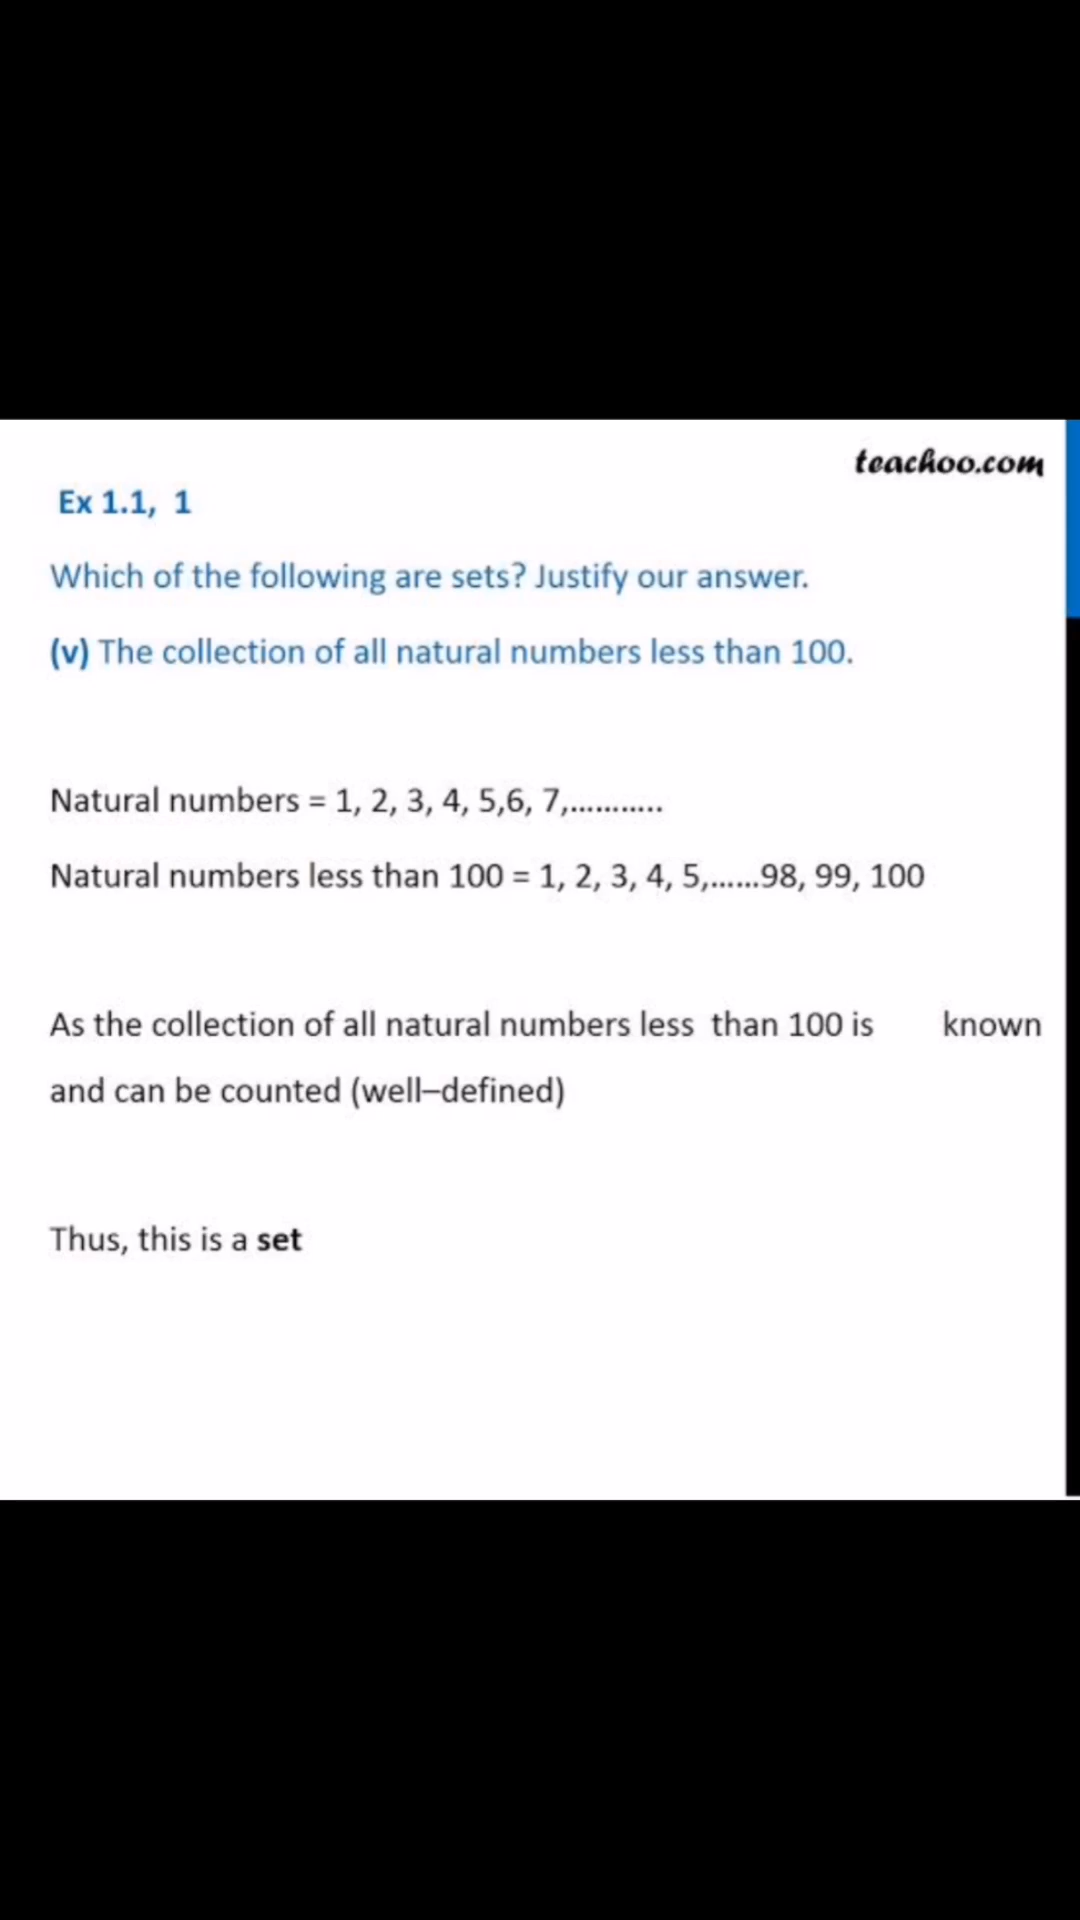 teachoo.com
Ex 1.1, 1
Which of the following are sets? Justify our answer.
(v) The collection of all natural numbers less than 100.
Natural numbers = 1, 2, 3, 4, 5,6, 7,...........
Natural numbers less than 100 = 1, 2, 3, 4, 5,......98, 99, 100
As the collection of all natural numbers less than 100 is known
and can be counted (well–defined)
Thus, this is a set